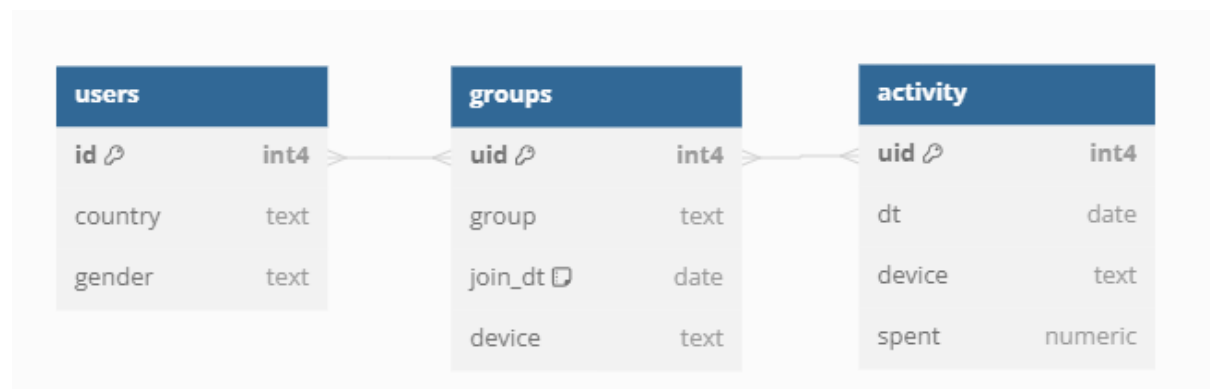 users
id int4
country text
gender text
groups
uid int4
group text
join_dt date
device text
activity
uid int4
dt date
device text
spent numeric